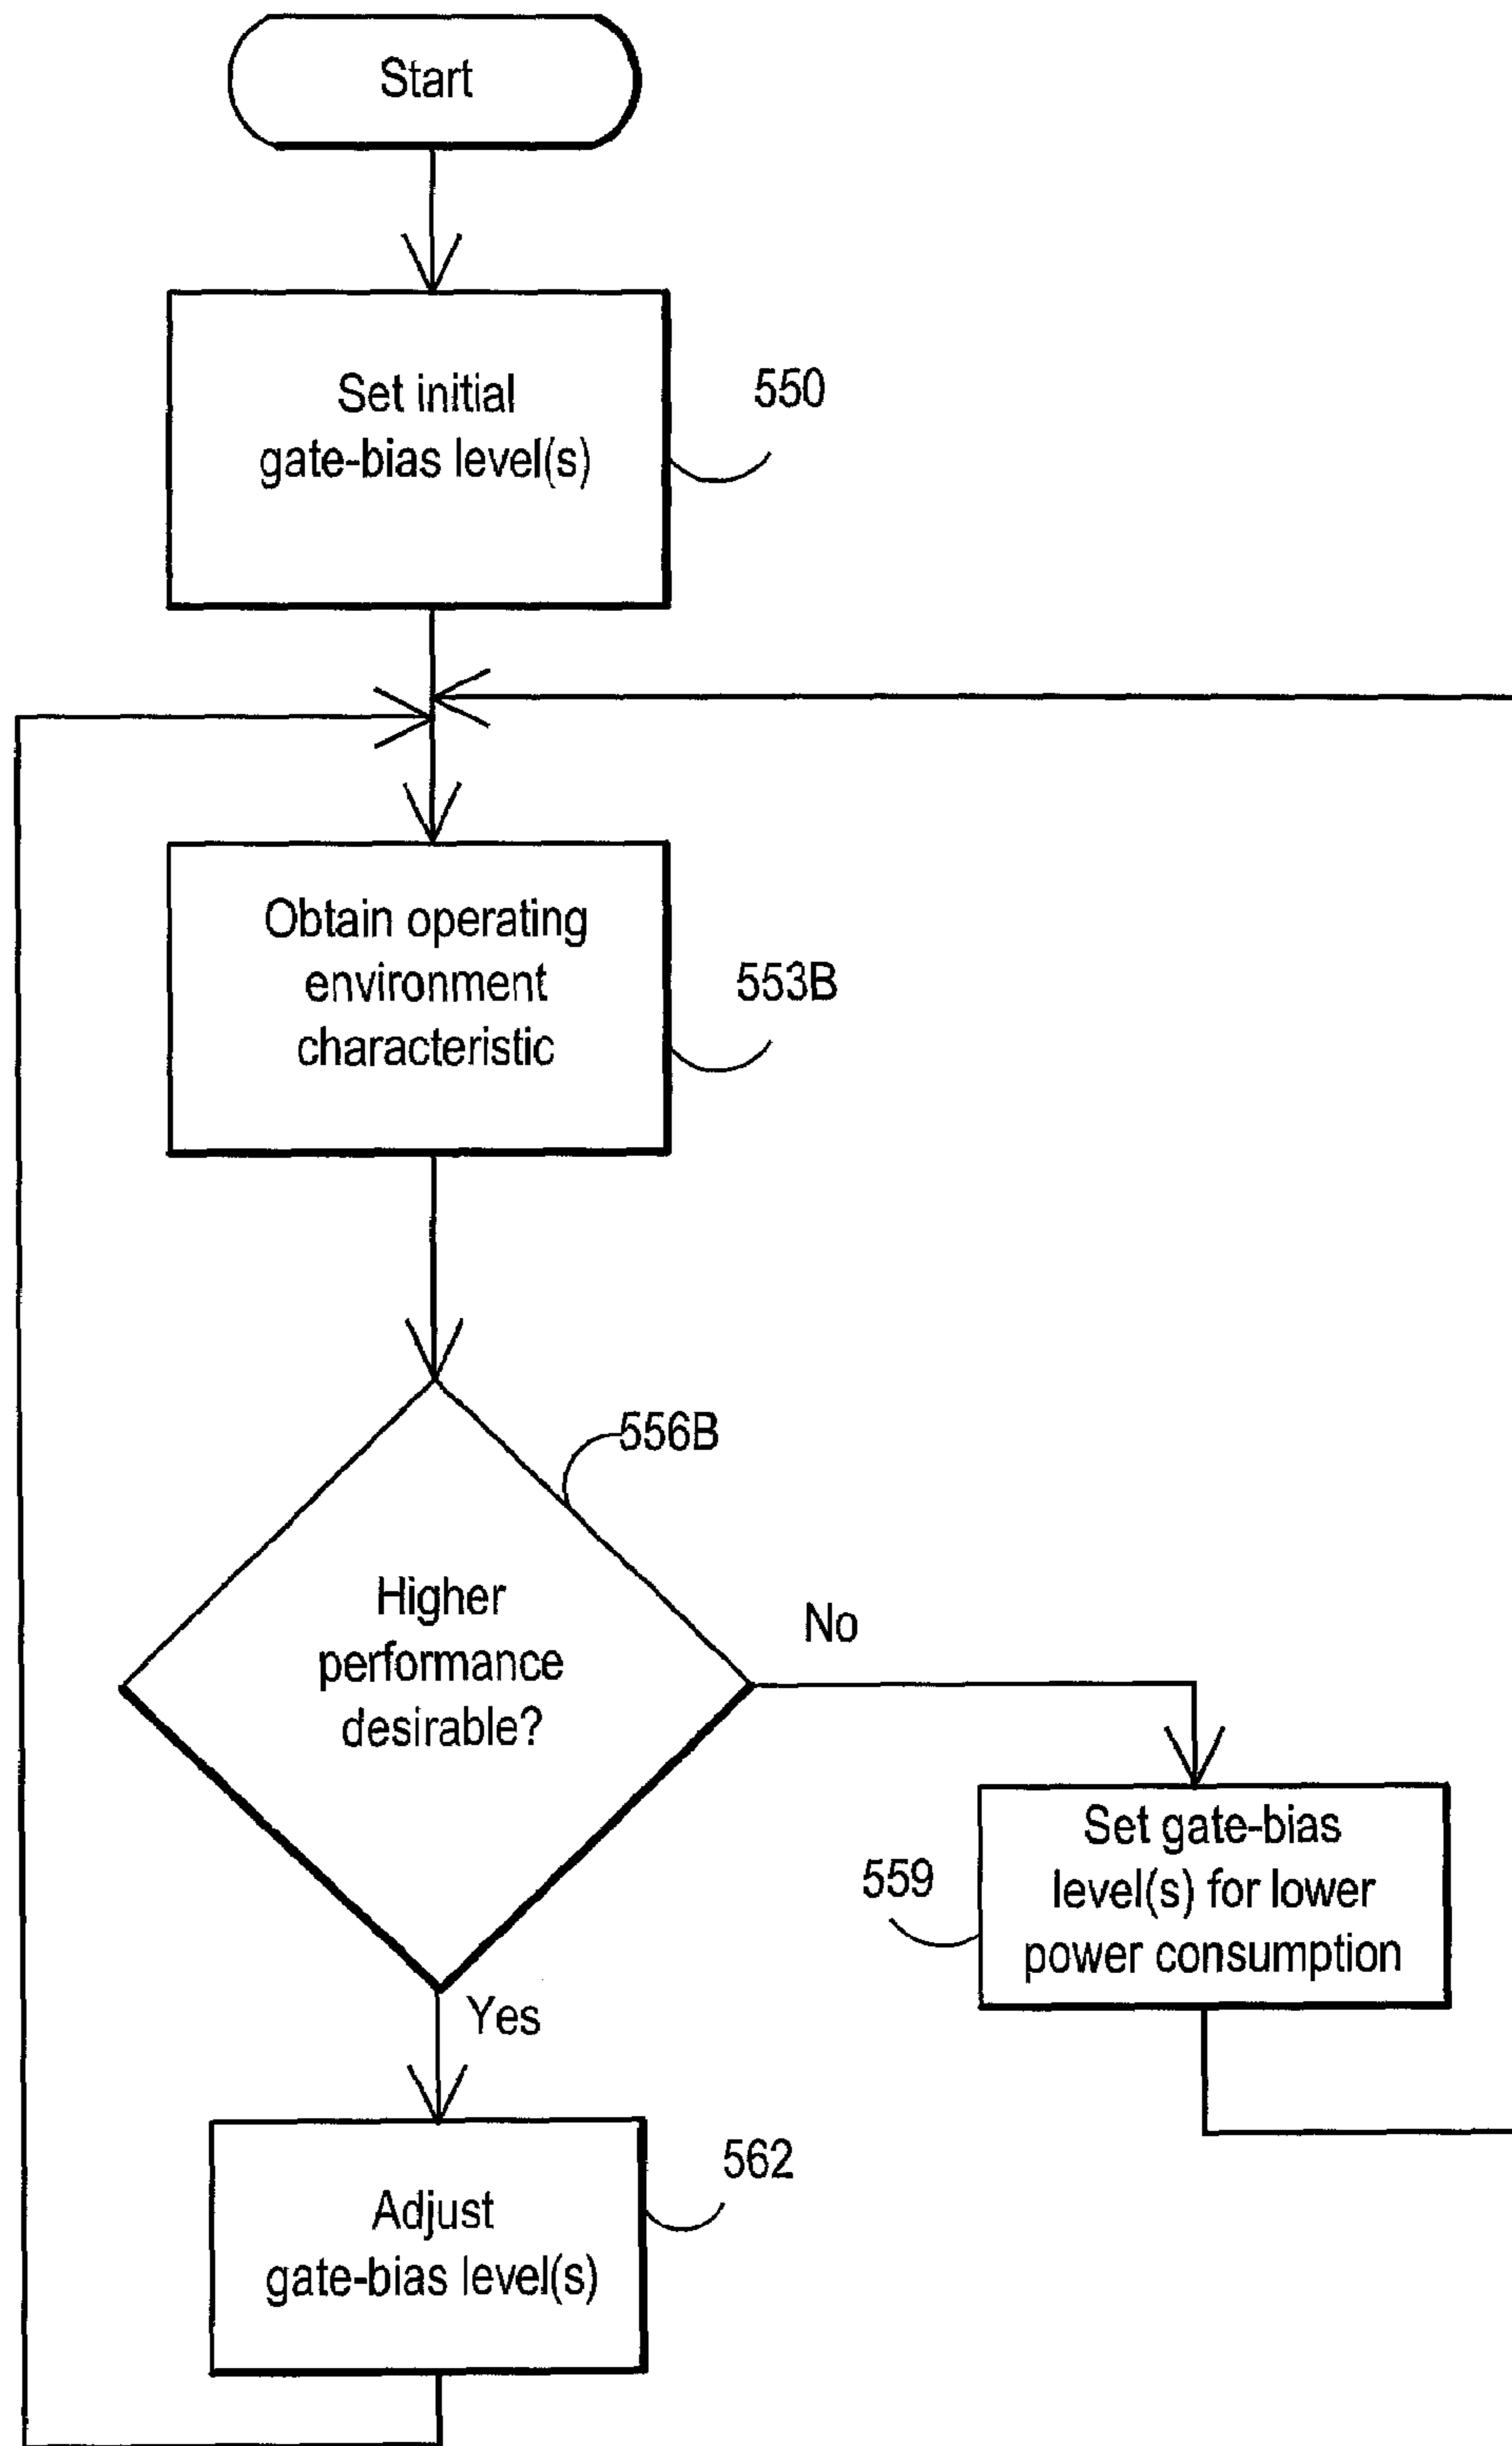 Start
Set initial
gate-bias level(s)
550
Obtain operating
environment
characteristic
553B
556B
Higher
performance
desirable?
No
Set gate-bias
level(s) for lower
power consumption
559
Yes
Adjust
gate-bias level(s)
562